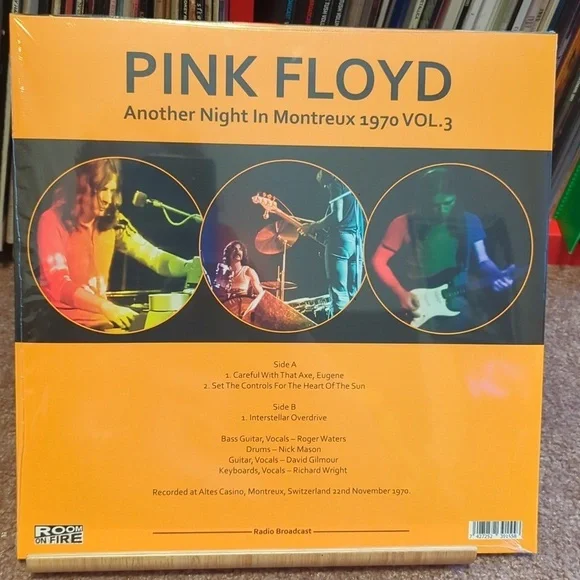 PINK FLOYD
Another Night In Montreux 1970 VOL.3
Side A
1. Careful With That Axe, Eugene
2. Set The Controls For The Heart Of The Sun
Side B
1. Interstellar Overdrive
Bass Guitar, Vocals – Roger Waters
Drums – Nick Mason
Guitar, Vocals – David Gilmour
Keyboards, Vocals – Richard Wright
Recorded at Altes Casino, Montreux, Switzerland 22nd November 1970.
ROOM
ON FIRE
Radio Broadcast